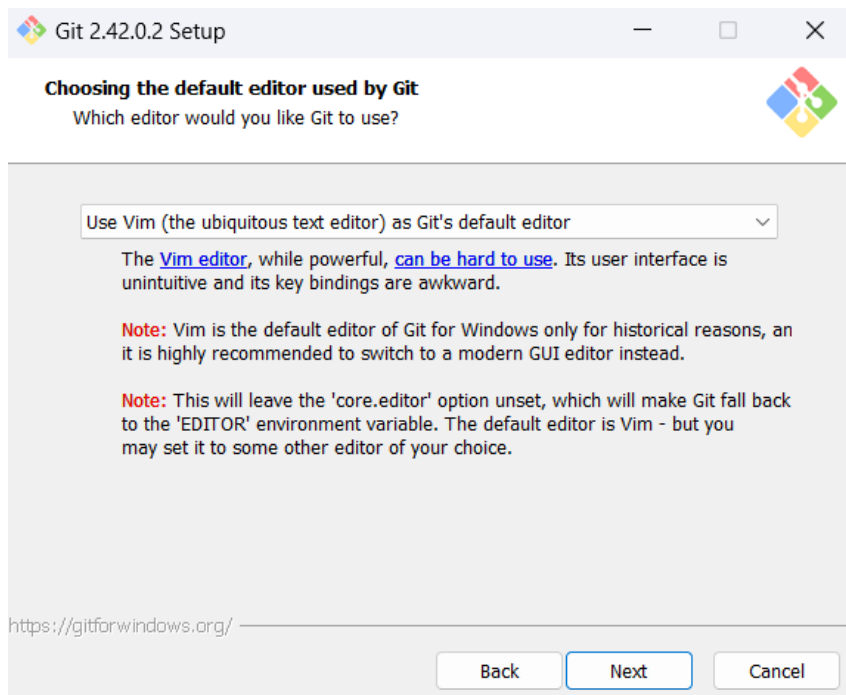 Git 2.42.0.2 Setup
Choosing the default editor used by Git
Which editor would you like Git to use?
Use Vim (the ubiquitous text editor) as Git's default editor
The Vim editor, while powerful, can be hard to use. Its user interface is
unintuitive and its key bindings are awkward.
Note: Vim is the default editor of Git for Windows only for historical reasons, an
it is highly recommended to switch to a modern GUI editor instead.
Note: This will leave the 'core.editor' option unset, which will make Git fall back
to the 'EDITOR' environment variable. The default editor is Vim - but you
may set it to some other editor of your choice.
https://gitforwindows.org/
Back Next Cancel